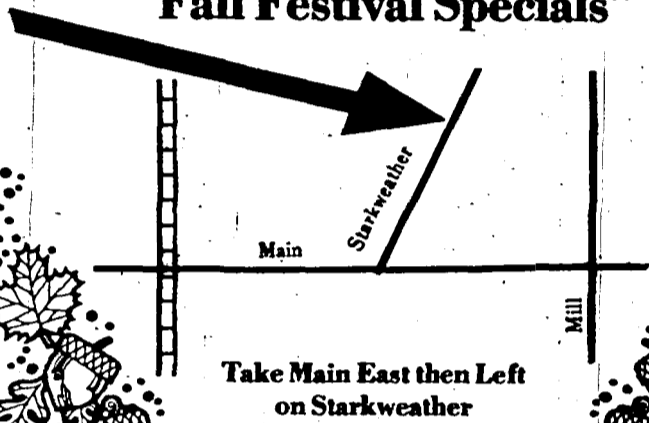 Fall Festival Specials
Starkweather
Main
Mill
Take Main East then Left
on Starkweather